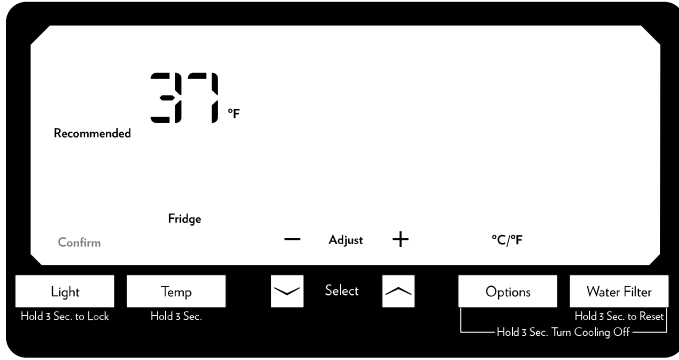 37 °F
Recommended
Fridge
Confirm
− Adjust + °C/°F
Light Temp Select Options Water Filter
Hold 3 Sec. to Lock Hold 3 Sec. Hold 3 Sec. to Reset
Hold 3 Sec. Turn Cooling Off